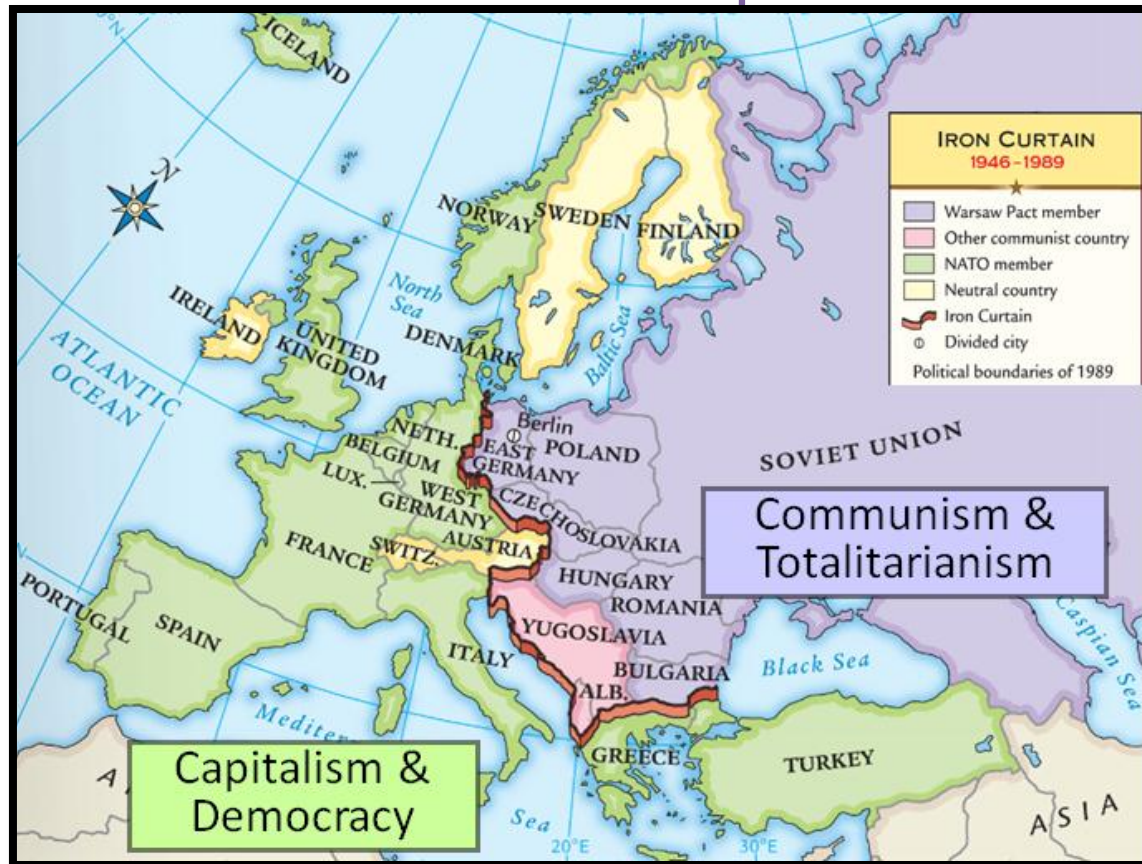 ICELAND
N
NORWAY
SWEDEN
FINLAND
IRON CURTAIN
1946–1989
Warsaw Pact member
Other communist country
NATO member
Neutral country
Iron Curtain
Divided city
Political boundaries of 1989
North
Sea
IRELAND
UNITED
KINGDOM
DENMARK
Baltic Sea
ATLANTIC
OCEAN
NETH.
BELGIUM
LUX.
WEST
GERMANY
Berlin
EAST
GERMANY
POLAND
SOVIET UNION
CZECHOSLOVAKIA
Communism &
Totalitarianism
FRANCE
SWITZ.
AUSTRIA
HUNGARY
ROMANIA
PORTUGAL
SPAIN
ITALY
YUGOSLAVIA
BULGARIA
ALB.
Black Sea
Caspian Sea
Mediter
Capitalism &
Democracy
GREECE
TURKEY
A
Sea
ASIA
20°E
30°E